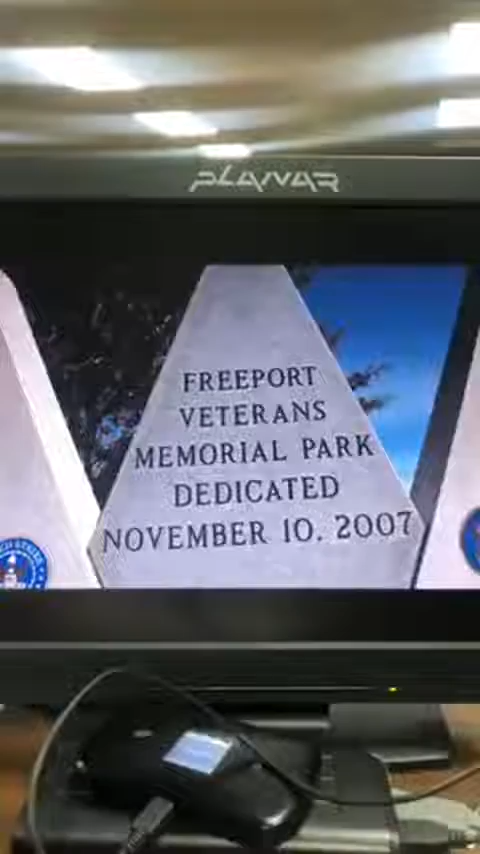 PLANAR
FREEPORT
VETERANS
MEMORIAL PARK
DEDICATED
NOVEMBER 10. 2007